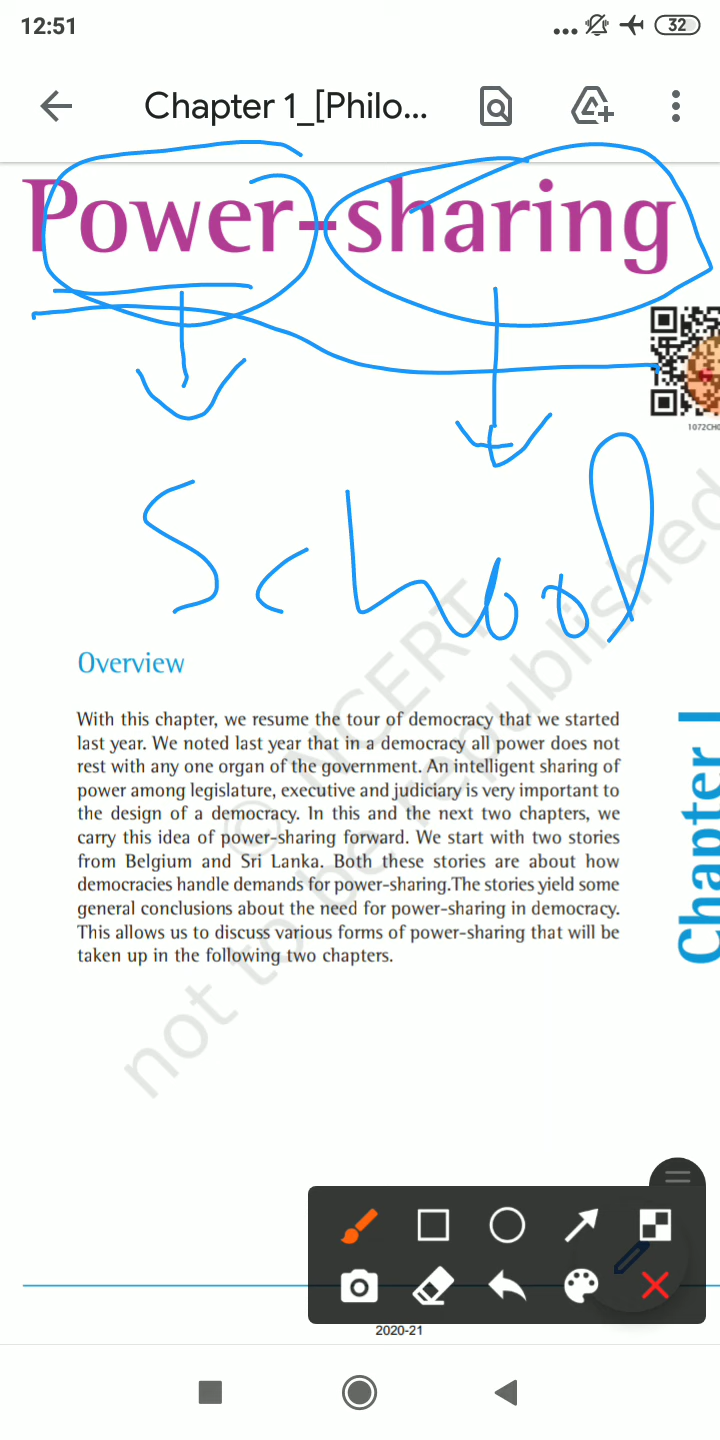 12:51
32
Chapter 1_[Philo...
Power-sharing
1072CH0
School
Overview
With this chapter, we resume the tour of democracy that we started
last year. We noted last year that in a democracy all power does not
rest with any one organ of the government. An intelligent sharing of
power among legislature, executive and judiciary is very important to
the design of a democracy. In this and the next two chapters, we
carry this idea of power-sharing forward. We start with two stories
from Belgium and Sri Lanka. Both these stories are about how
democracies handle demands for power-sharing.The stories yield some
general conclusions about the need for power-sharing in democracy.
This allows us to discuss various forms of power-sharing that will be
taken up in the following two chapters.
Chapter I
© NCERT
not to be republished
2020-21